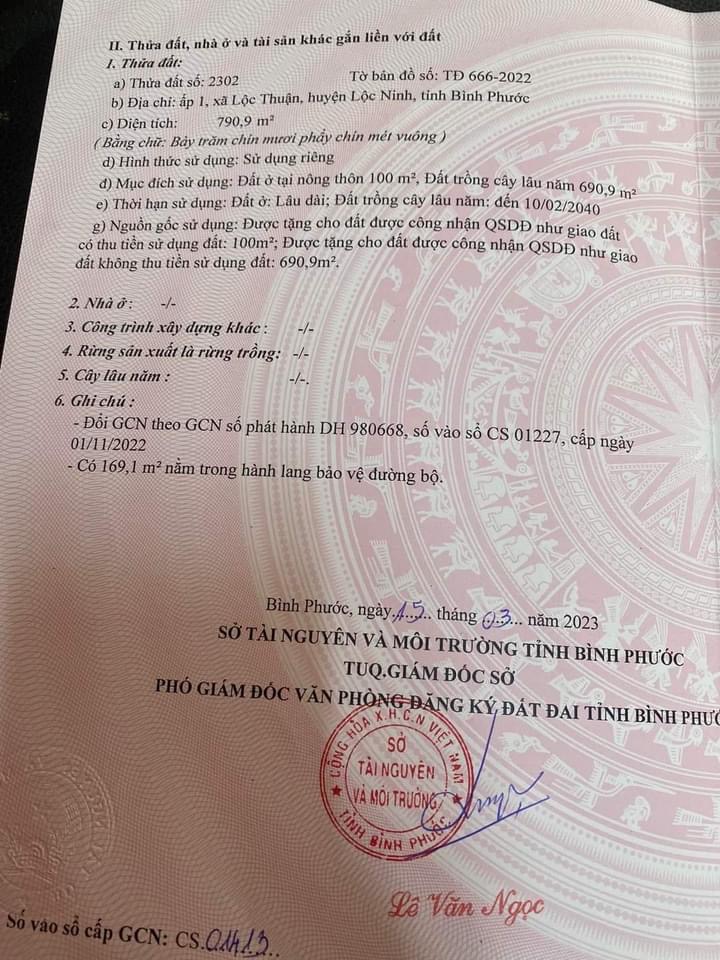 II. Thửa đất, nhà ở và tài sản khác gắn liền với đất
1. Thửa đất:
a) Thửa đất số: 2302 Tờ bản đồ số: TĐ 666-2022
b) Địa chỉ: ấp 1, xã Lộc Thuận, huyện Lộc Ninh, tỉnh Bình Phước
c) Diện tích: 790,9 m²
( Bằng chữ: Bảy trăm chín mươi phẩy chín mét vuông )
d) Hình thức sử dụng: Sử dụng riêng
đ) Mục đích sử dụng: Đất ở tại nông thôn 100 m², Đất trồng cây lâu năm 690,9 m²
e) Thời hạn sử dụng: Đất ở: Lâu dài; Đất trồng cây lâu năm: đến 10/02/2040
g) Nguồn gốc sử dụng: Được tặng cho đất được công nhận QSDĐ như giao đất
có thu tiền sử dụng đất: 100m²; Được tặng cho đất được công nhận QSDĐ như giao
đất không thu tiền sử dụng đất: 690,9m².
2. Nhà ở : -/-
3. Công trình xây dựng khác : -/-
4. Rừng sản xuất là rừng trồng: -/-
5. Cây lâu năm : -/-.
6. Ghi chú :
- Đổi GCN theo GCN số phát hành DH 980668, số vào sổ CS 01227, cấp ngày
01/11/2022
- Có 169,1 m² nằm trong hành lang bảo vệ đường bộ.
Bình Phước, ngày 15 tháng 03 năm 2023
SỞ TÀI NGUYÊN VÀ MÔI TRƯỜNG TỈNH BÌNH PHƯỚC
TUQ.GIÁM ĐỐC SỞ
PHÓ GIÁM ĐỐC VĂN PHÒNG ĐĂNG KÝ ĐẤT ĐAI TỈNH BÌNH PHƯỚ
CỘNG HÒA X.H.C.N VIỆT NAM
SỞ
TÀI NGUYÊN
VÀ MÔI TRƯỜNG
TỈNH BÌNH PHƯỚC
Lê Văn Ngọc
Số vào sổ cấp GCN: CS.01413